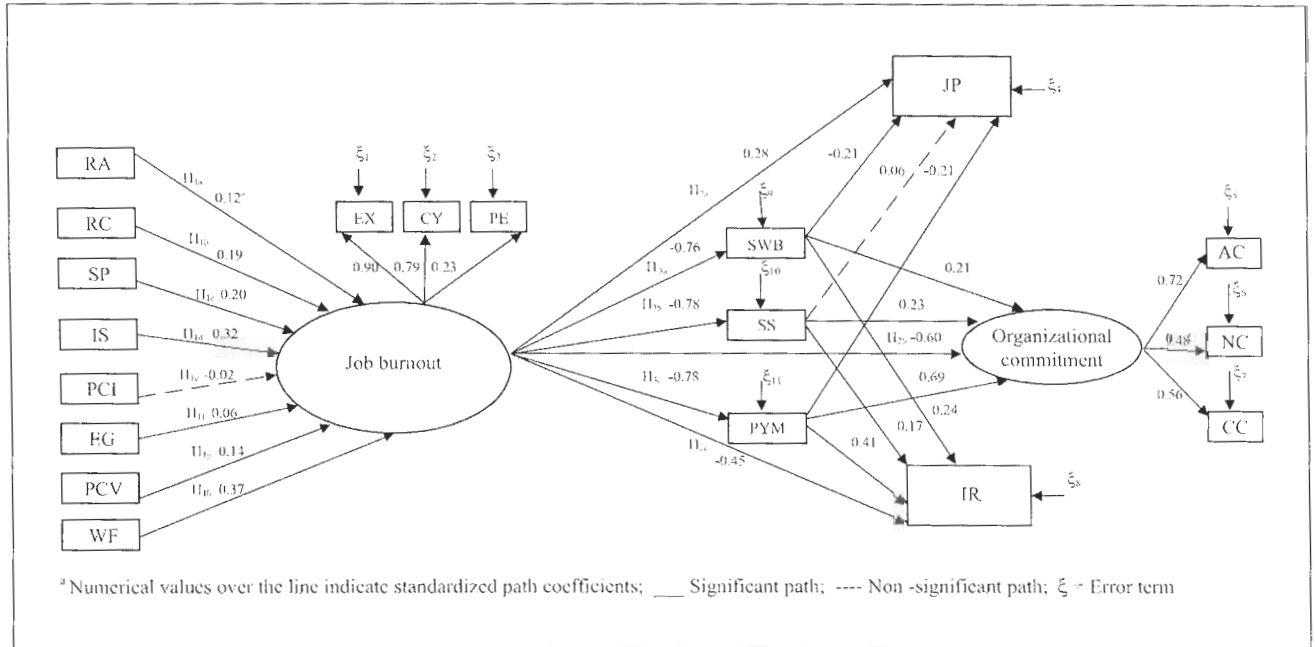 RA
RC
SP
IS
PCI
EG
PCV
WF
H1a 0.12a
H1b 0.19
H1c 0.20
H1d 0.32
H1e -0.02
H1f 0.06
H1g 0.14
H1h 0.37
ξ1 ξ2 ξ3
EX CY PE
0.90 0.79 0.23
Job burnout
H2a 0.28
H3a -0.76
H3b -0.78
H2b -0.60
H3c -0.78
H2c -0.45
JP
ξ4
-0.21
0.06
-0.21
ξ9
SWB
ξ10
SS
ξ11
PYM
0.21
0.23
0.69
0.24
0.17
0.41
IR
ξ8
Organizational
commitment
0.72
0.48
0.56
ξ5
AC
ξ6
NC
ξ7
CC
a Numerical values over the line indicate standardized path coefficients; ___ Significant path; ---- Non -significant path; ξ = Error term